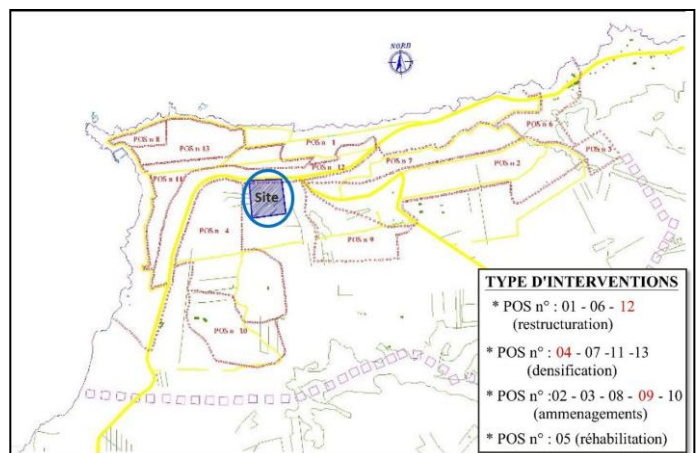 NORD
POS n 8
POS n 13
POS n 1
POS n 6
POS n 12
POS n 7
POS n 2
POS n 11
Site
POS n 4
POS n 9
POS n 10
TYPE D'INTERVENTIONS
* POS n° : 01 - 06 - 12
(restructuration)
* POS n° : 04 - 07 -11 -13
(densification)
* POS n° :02 - 03 - 08 - 09 - 10
(ammenagements)
* POS n° : 05 (réhabilitation)